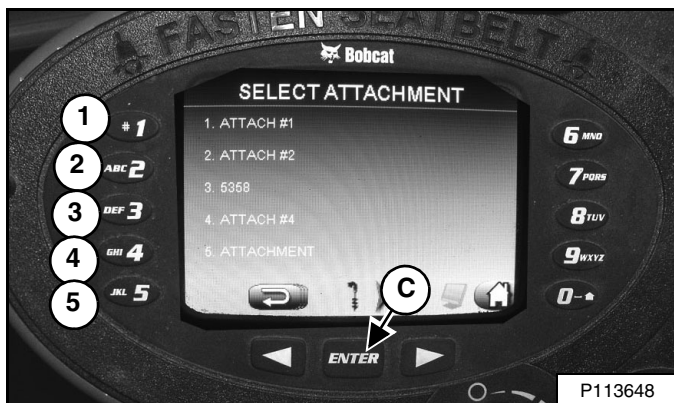 FASTEN SEATBELT
Bobcat
SELECT ATTACHMENT
1. ATTACH #1
2. ATTACH #2
3. 5358
4. ATTACH #4
5. ATTACHMENT
1
# 1
2
ABC 2
3
DEF 3
4
GHI 4
5
JKL 5
6 MNO
7 PQRS
8 TUV
9 WXYZ
0 -
C
ENTER
P113648